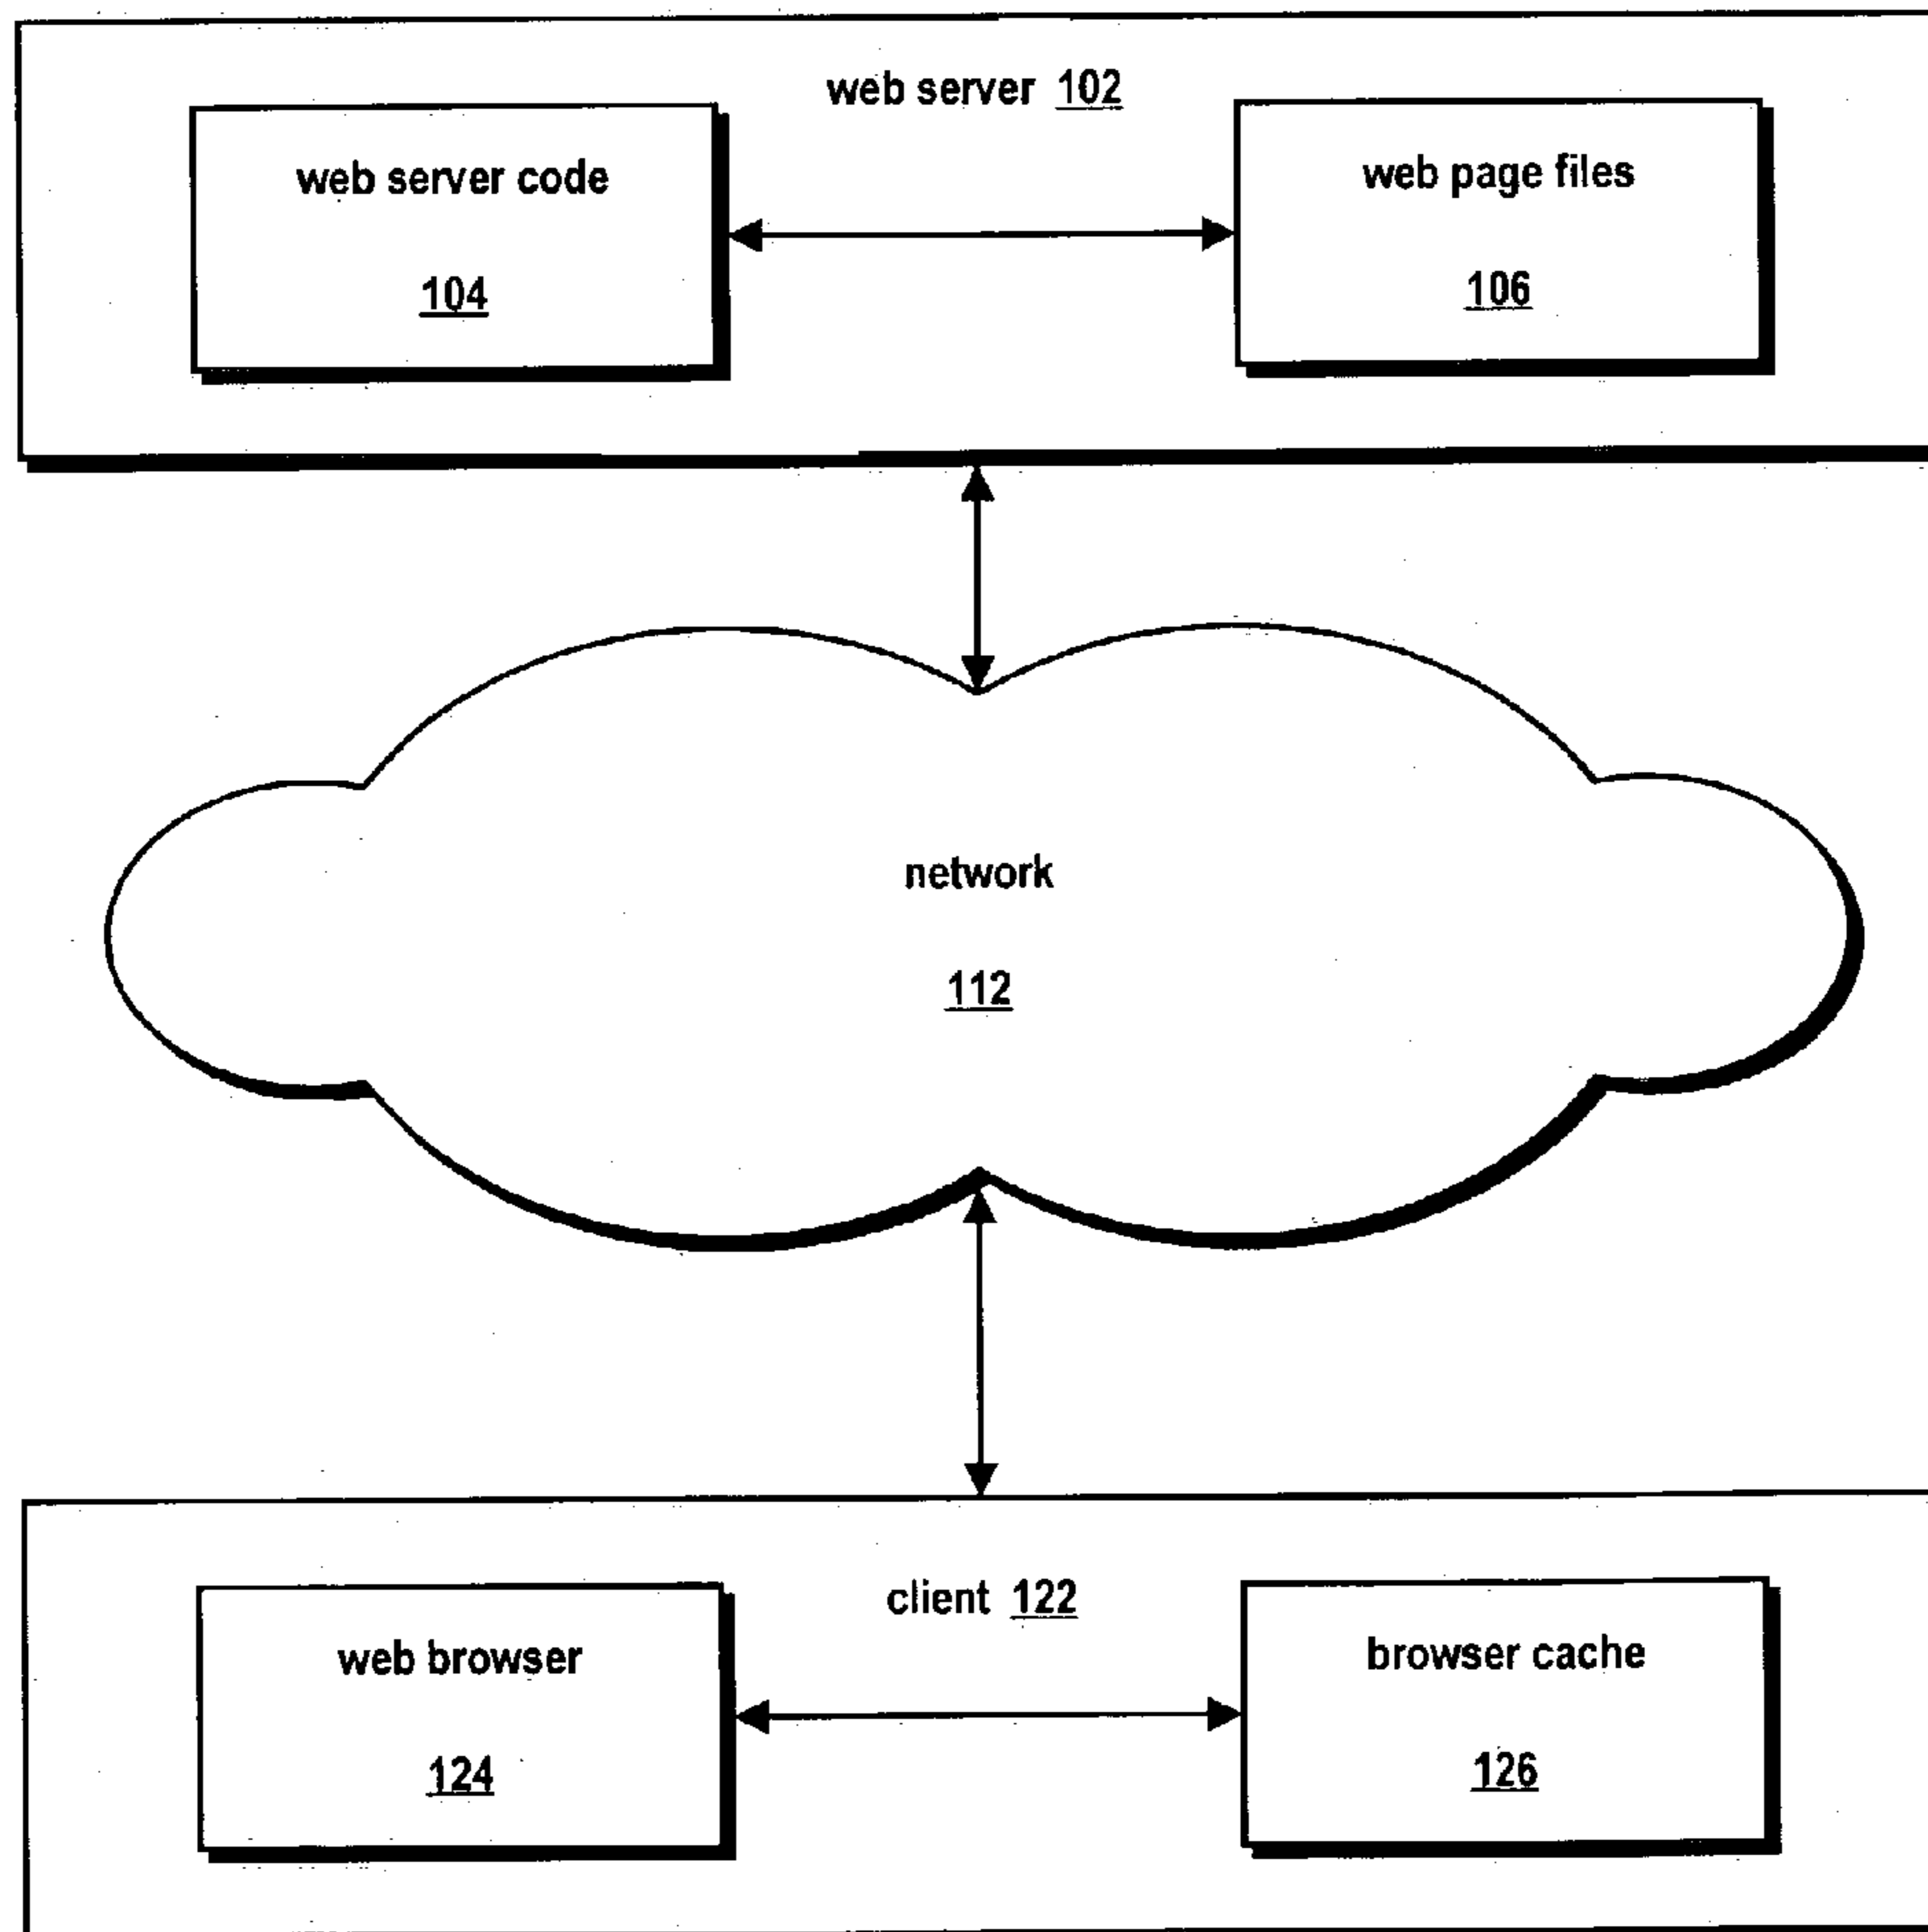 web server 102
web server code
web page files
104
106
network
112
client 122
web browser
browser cache
124
126